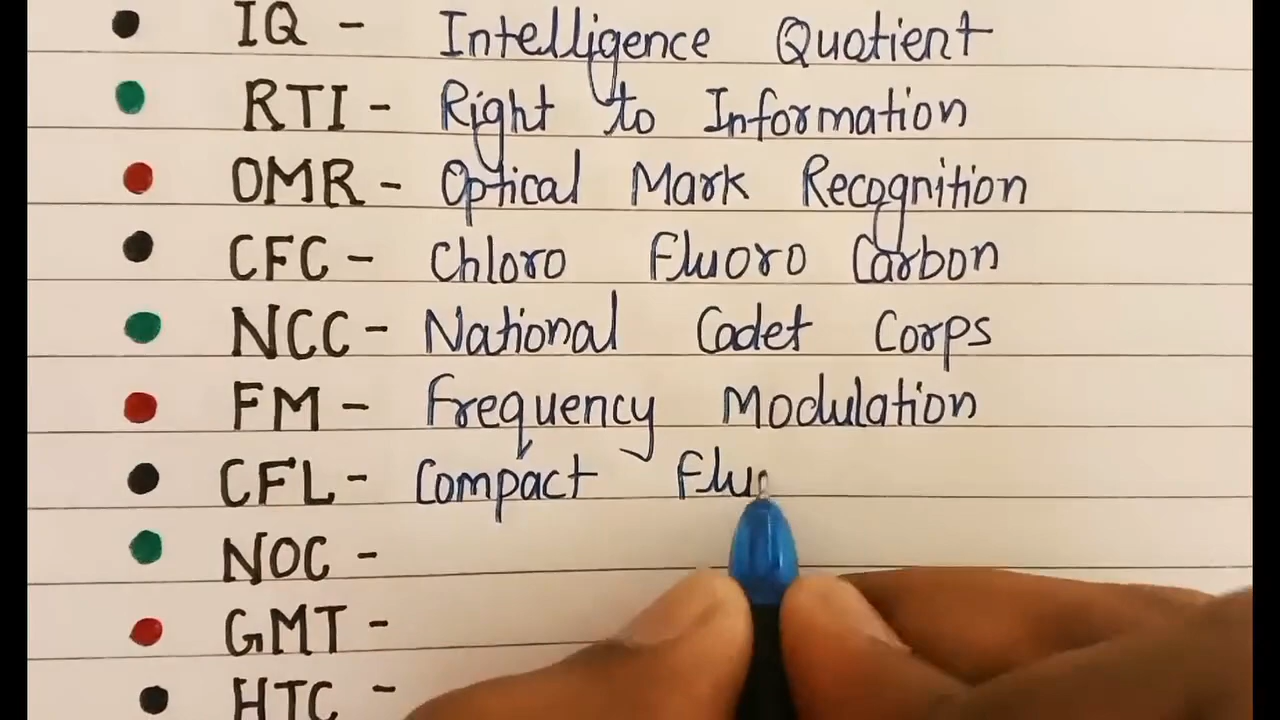 IQ - Intelligence Quotient
RTI - Right to Information
OMR - Optical Mark Recognition
CFC - Chloro Fluoro Carbon
NCC - National Cadet Corps
FM - Frequency Modulation
CFL - Compact Flu
NOC -
GMT -
HTC -